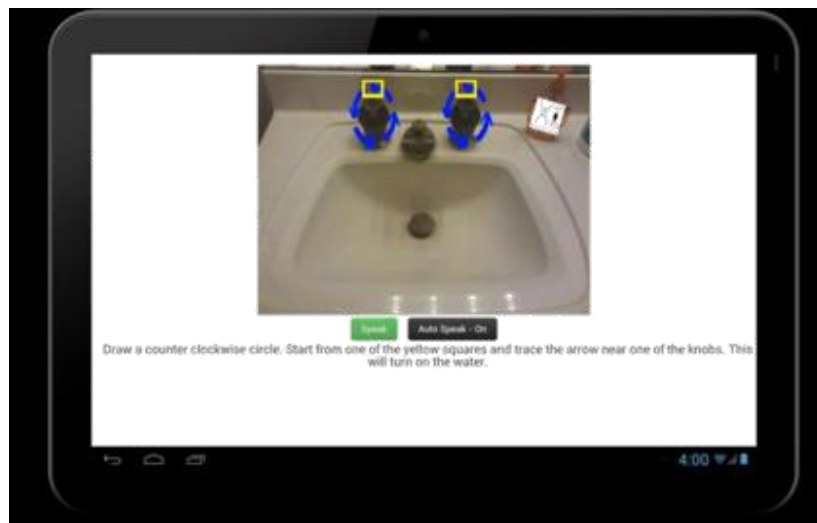 Speak
Auto Speak - On
Draw a counter clockwise circle. Start from one of the yellow squares and trace the arrow near one of the knobs. This
will turn on the water.
4:00